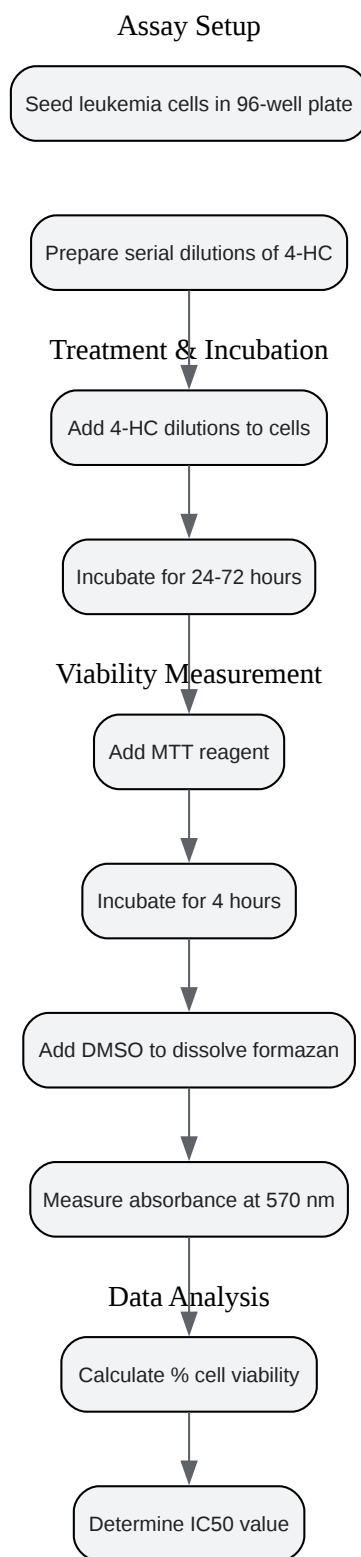 Assay Setup
Seed leukemia cells in 96-well plate
Prepare serial dilutions of 4-HC
Treatment & Incubation
Add 4-HC dilutions to cells
Incubate for 24-72 hours
Viability Measurement
Add MTT reagent
Incubate for 4 hours
Add DMSO to dissolve formazan
Measure absorbance at 570 nm
Data Analysis
Calculate % cell viability
Determine IC50 value